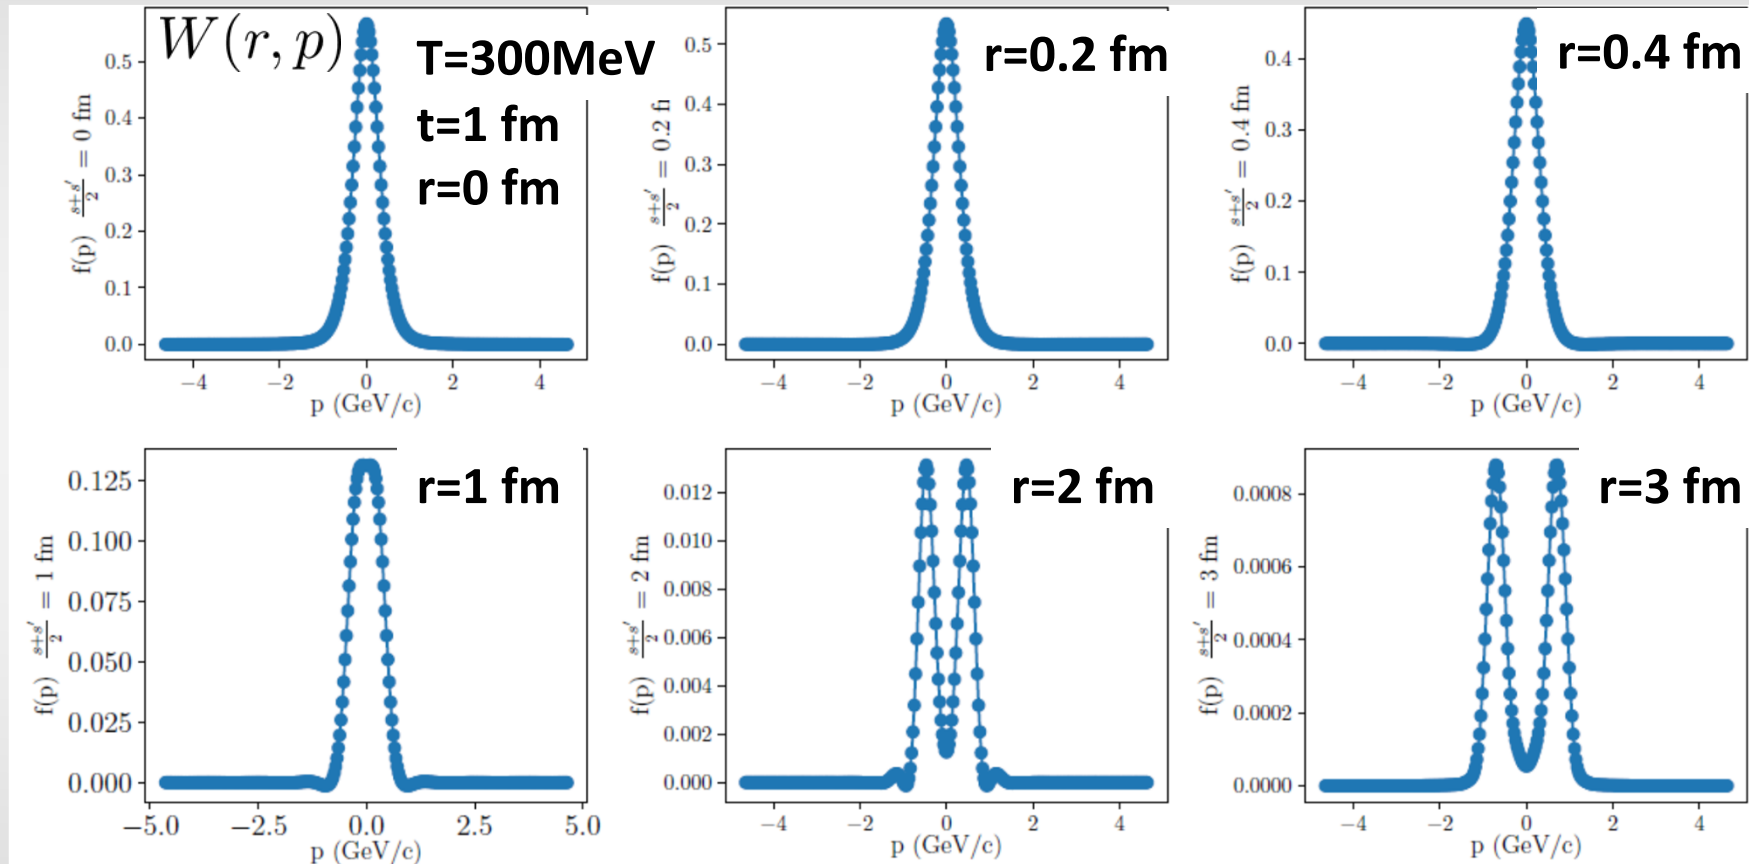 W(r, p)
T=300MeV
t=1 fm
r=0 fm
0.5
0.4
0.3
0.2
0.1
0.0
f(p) s+s′/2 = 0 fm
−4 −2 0 2 4
p (GeV/c)
r=0.2 fm
0.5
0.4
0.3
0.2
0.1
0.0
f(p) s+s′/2 = 0.2 f
−4 −2 0 2 4
p (GeV/c)
r=0.4 fm
0.4
0.3
0.2
0.1
0.0
f(p) s+s′/2 = 0.4 fm
−4 −2 0 2 4
p (GeV/c)
r=1 fm
0.125
0.100
0.075
0.050
0.025
0.000
f(p) s+s′/2 = 1 fm
−5.0 −2.5 0.0 2.5 5.0
p (GeV/c)
r=2 fm
0.012
0.010
0.008
0.006
0.004
0.002
0.000
f(p) s+s′/2 = 2 fm
−4 −2 0 2 4
p (GeV/c)
r=3 fm
0.0008
0.0006
0.0004
0.0002
0.0000
f(p) s+s′/2 = 3 fm
−4 −2 0 2 4
p (GeV/c)